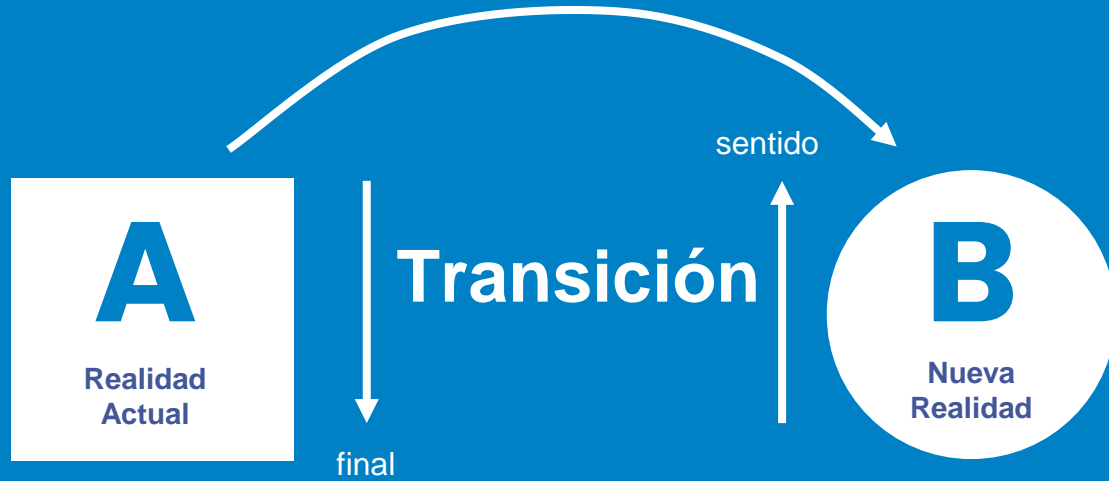 sentido
A
Realidad
Actual
final
Transición
B
Nueva
Realidad